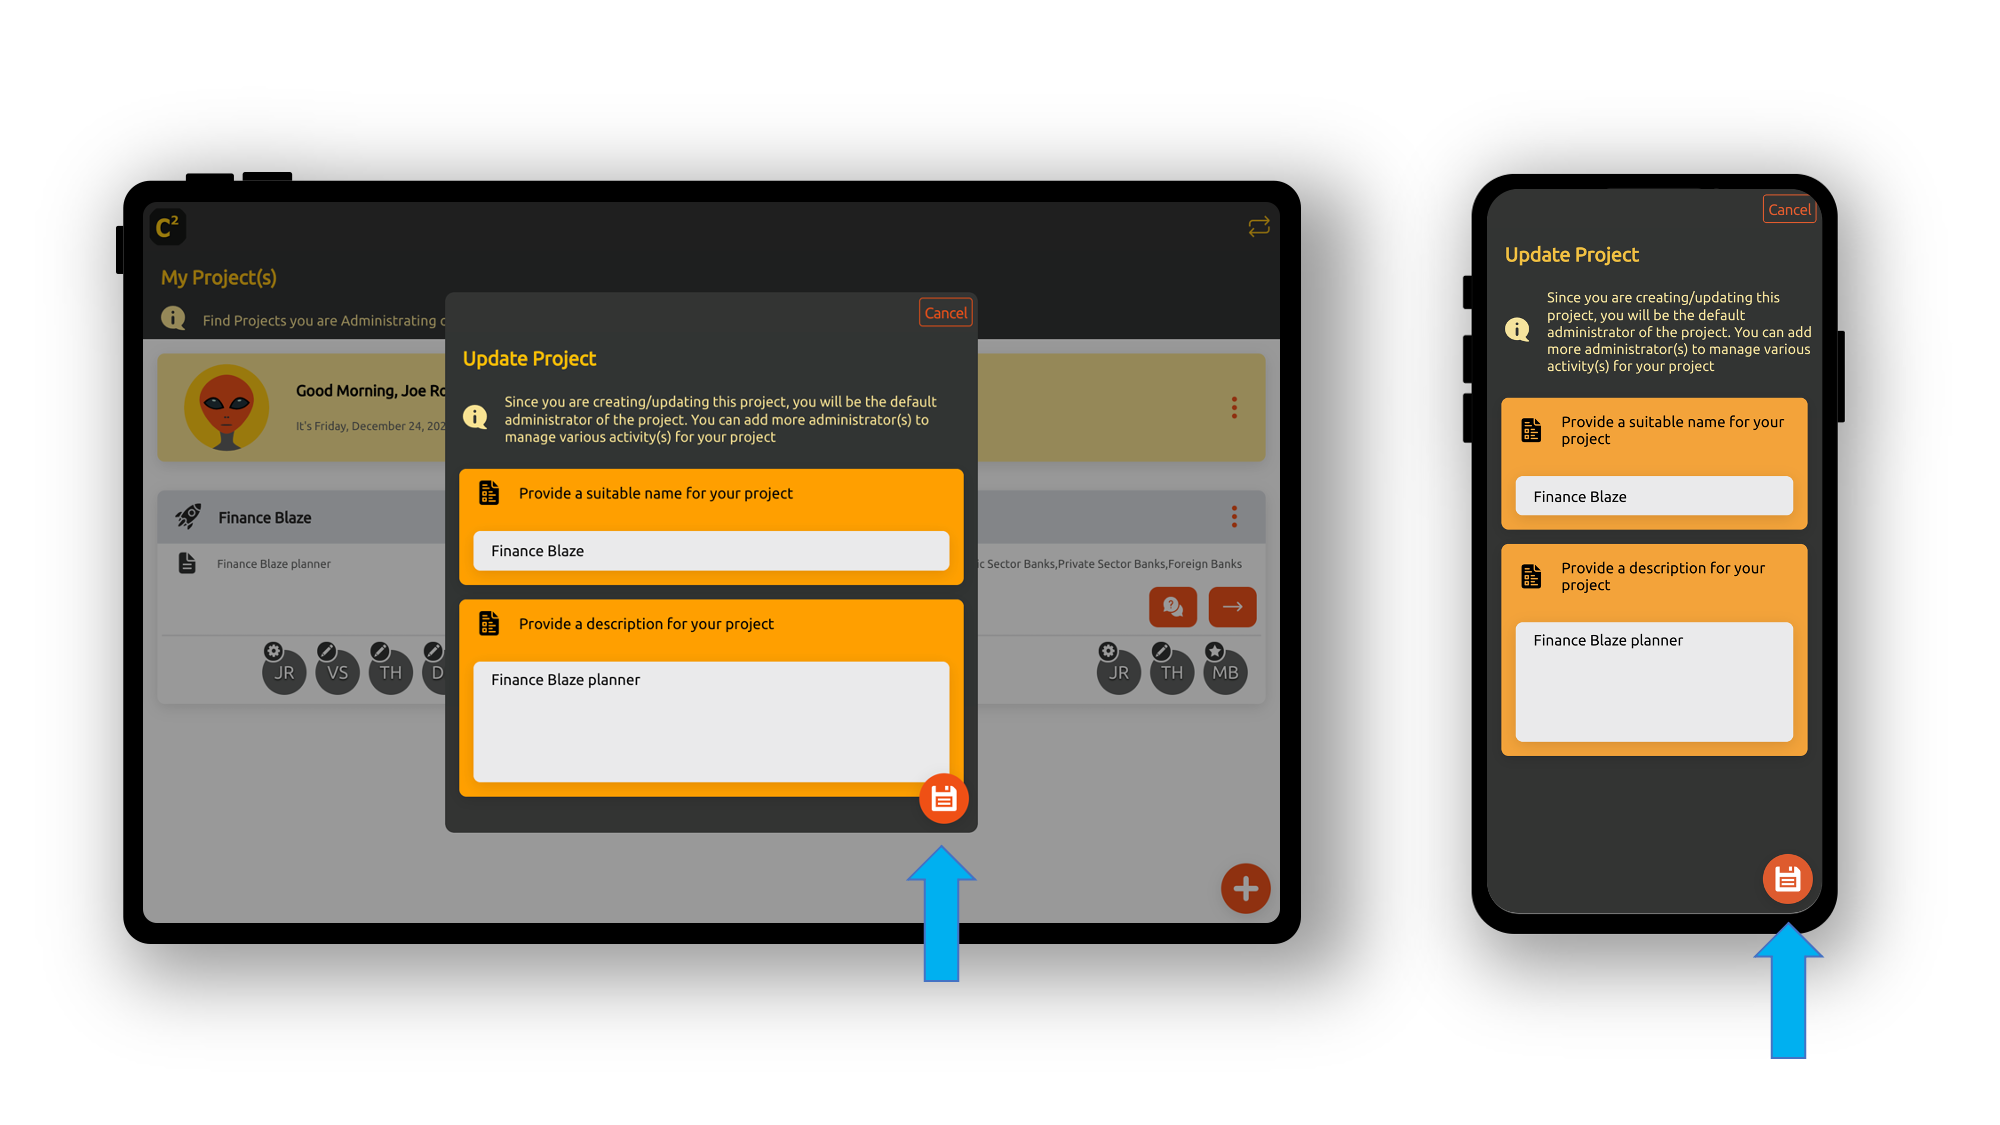 C²
My Project(s)
Find Projects you are Administrating
Good Morning, Joe
It's Friday, December 24,
Finance Blaze
Finance Blaze planner
Sector Banks,Private Sector Banks,Foreign Banks
JR
VS
TH
D
JR
TH
MB
Cancel
Update Project
Since you are creating/updating this project, you will be the default
administrator of the project. You can add more administrator(s) to
manage various activity(s) for your project
Provide a suitable name for your project
Finance Blaze
Provide a description for your project
Finance Blaze planner
Cancel
Update Project
Since you are creating/updating this
project, you will be the default
administrator of the project. You can add
more administrator(s) to manage various
activity(s) for your project
Provide a suitable name for your
project
Finance Blaze
Provide a description for your
project
Finance Blaze planner